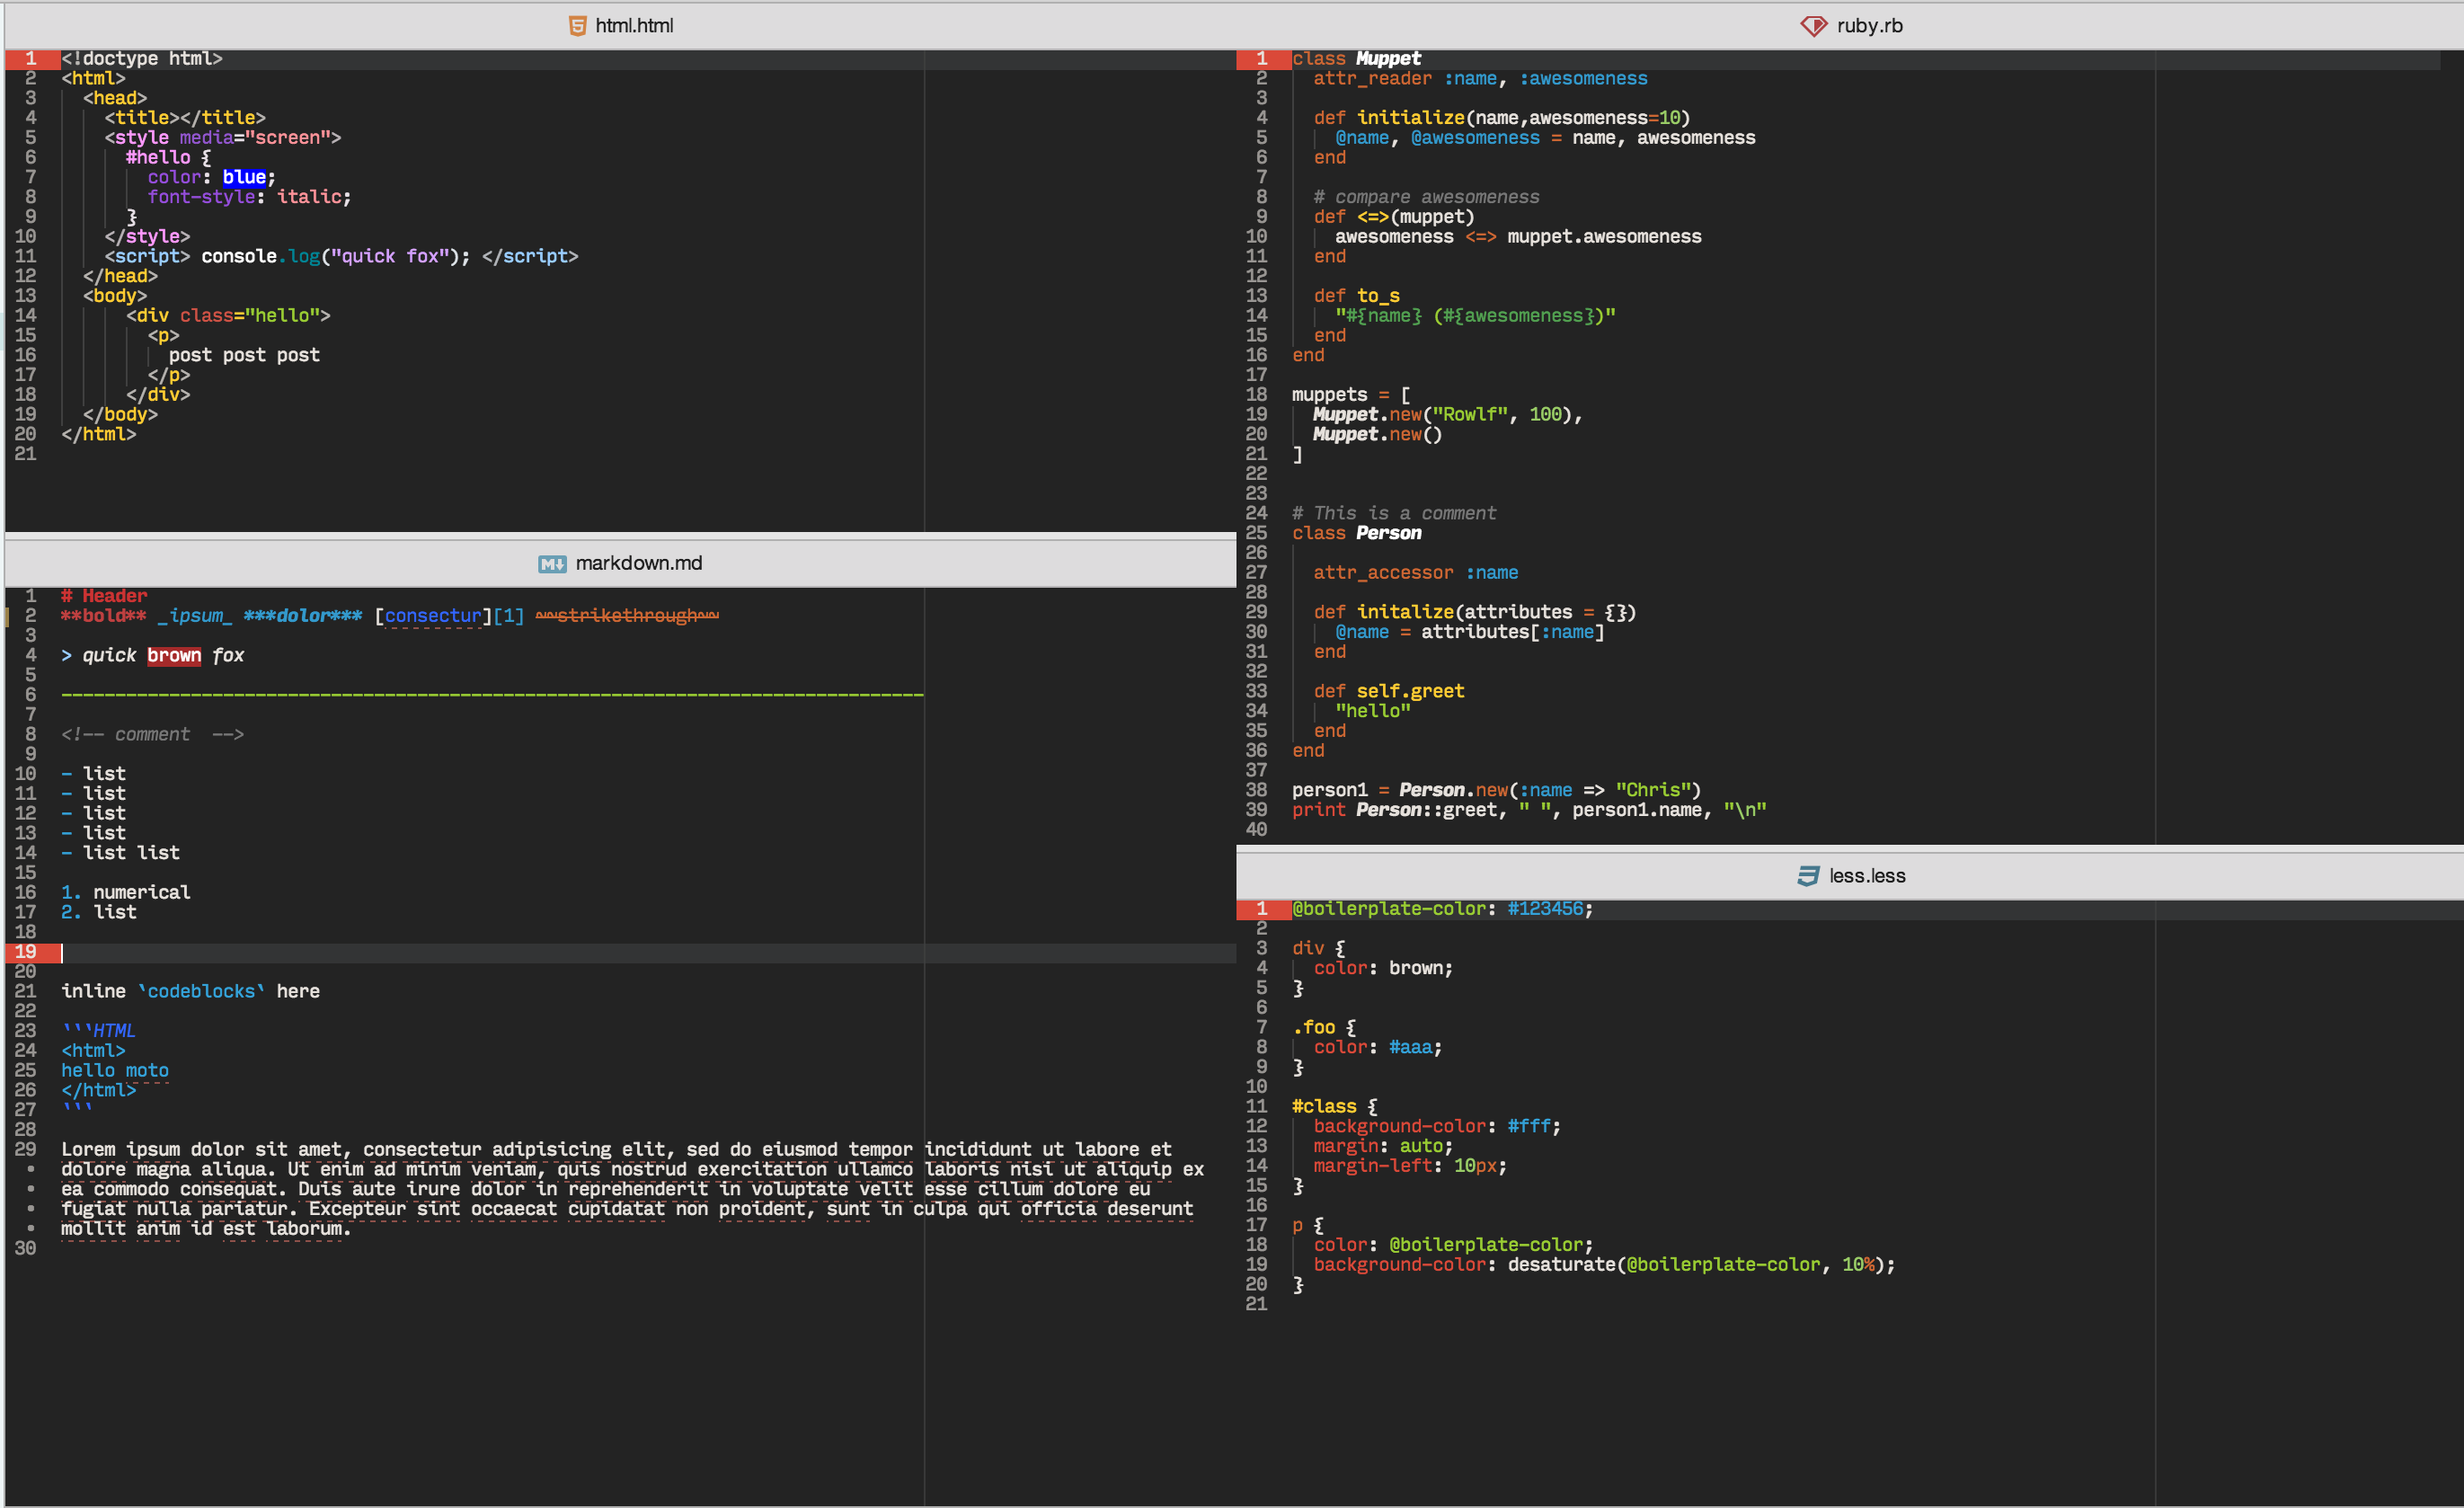 html.html
1 <!doctype html>
2 <html>
3   <head>
4     <title></title>
5     <style media="screen">
6       #hello {
7         color: blue;
8         font-style: italic;
9       }
10     </style>
11     <script> console.log("quick fox"); </script>
12   </head>
13   <body>
14       <div class="hello">
15         <p>
16           post post post
17         </p>
18       </div>
19   </body>
20 </html>
21
markdown.md
1 # Header
2 **bold** _ipsum_ ***dolor*** [consectur][1] ~~strikethrough~~
3
4 > quick brown fox
5
6 --------------------------------------------------------------------------------
7
8 <!-- comment  -->
9
10 - list
11 - list
12 - list
13 - list
14 - list list
15
16 1. numerical
17 2. list
18
19
20
21 inline `codeblocks` here
22
23 ```HTML
24 <html>
25 hello moto
26 </html>
27 ```
28
29 Lorem ipsum dolor sit amet, consectetur adipisicing elit, sed do eiusmod tempor incididunt ut labore et
• dolore magna aliqua. Ut enim ad minim veniam, quis nostrud exercitation ullamco laboris nisi ut aliquip ex
• ea commodo consequat. Duis aute irure dolor in reprehenderit in voluptate velit esse cillum dolore eu
• fugiat nulla pariatur. Excepteur sint occaecat cupidatat non proident, sunt in culpa qui officia deserunt
• mollit anim id est laborum.
30
ruby.rb
1 class Muppet
2   attr_reader :name, :awesomeness
3
4   def initialize(name,awesomeness=10)
5     @name, @awesomeness = name, awesomeness
6   end
7
8   # compare awesomeness
9   def <=>(muppet)
10     awesomeness <=> muppet.awesomeness
11   end
12
13   def to_s
14     "#{name} (#{awesomeness})"
15   end
16 end
17
18 muppets = [
19   Muppet.new("Rowlf", 100),
20   Muppet.new()
21 ]
22
23
24 # This is a comment
25 class Person
26
27   attr_accessor :name
28
29   def initalize(attributes = {})
30     @name = attributes[:name]
31   end
32
33   def self.greet
34     "hello"
35   end
36 end
37
38 person1 = Person.new(:name => "Chris")
39 print Person::greet, " ", person1.name, "\n"
40
less.less
1 @boilerplate-color: #123456;
2
3 div {
4   color: brown;
5 }
6
7 .foo {
8   color: #aaa;
9 }
10
11 #class {
12   background-color: #fff;
13   margin: auto;
14   margin-left: 10px;
15 }
16
17 p {
18   color: @boilerplate-color;
19   background-color: desaturate(@boilerplate-color, 10%);
20 }
21